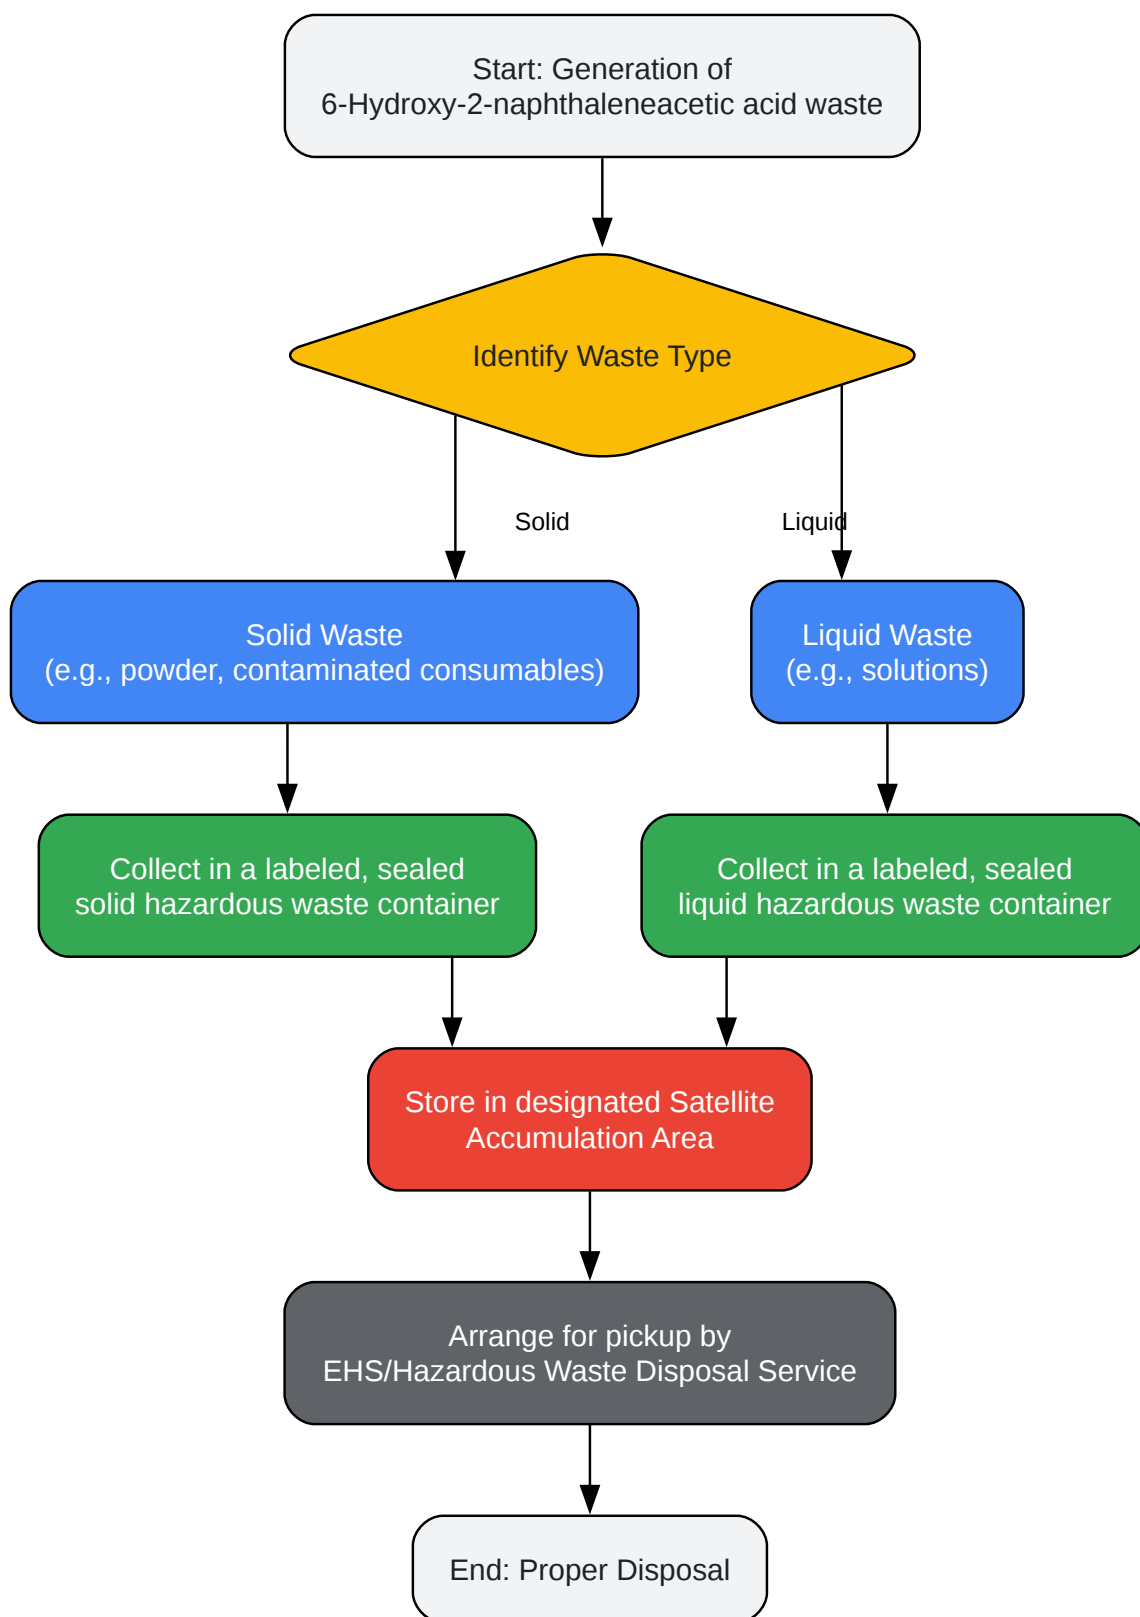 Start: Generation of
6-Hydroxy-2-naphthaleneacetic acid waste
Identify Waste Type
Solid
Liquid
Solid Waste
(e.g., powder, contaminated consumables)
Liquid Waste
(e.g., solutions)
Collect in a labeled, sealed
solid hazardous waste container
Collect in a labeled, sealed
liquid hazardous waste container
Store in designated Satellite
Accumulation Area
Arrange for pickup by
EHS/Hazardous Waste Disposal Service
End: Proper Disposal